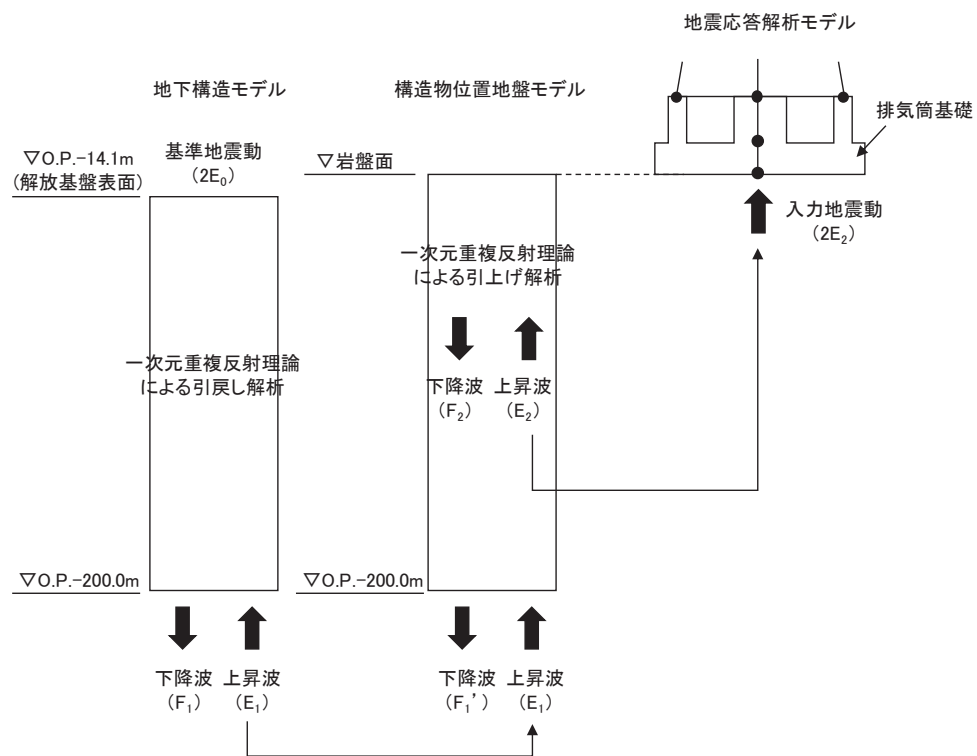 地震応答解析モデル
地下構造モデル
構造物位置地盤モデル
排気筒基礎
▽O.P.-14.1m
(解放基盤表面)
基準地震動
(2E₀)
▽岩盤面
入力地震動
(2E₂)
一次元重複反射理論
による引上げ解析
一次元重複反射理論
による引戻し解析
下降波
(F₂)
上昇波
(E₂)
▽O.P.-200.0m
▽O.P.-200.0m
下降波
(F₁)
上昇波
(E₁)
下降波
(F₁’)
上昇波
(E₁)